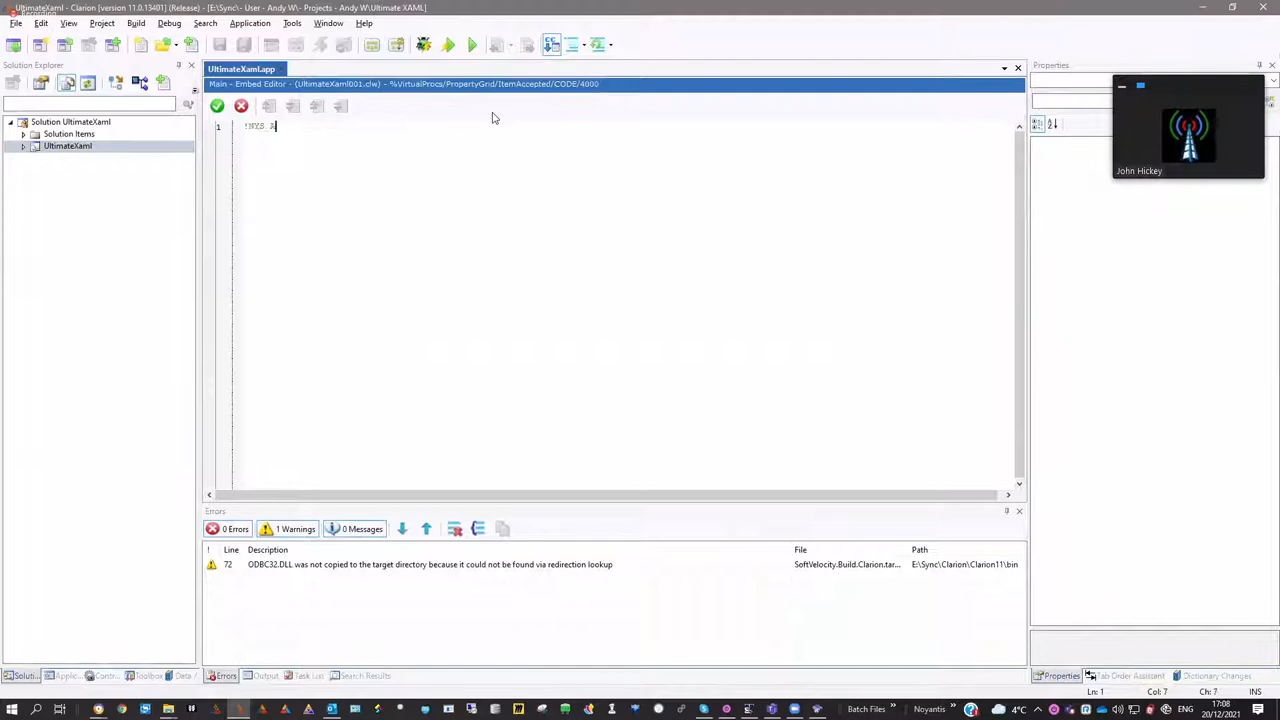 UltimateXaml - Clarion [version 11.0.13401] (Release) - [E:\Sync\- User - Andy W\- Projects - Andy W\Ultimate XAML]
File Edit View Project Build Debug Search Application Tools Window Help
Solution Explorer
UltimateXaml.app
Properties
Main - Embed Editor - (UltimateXaml001.clw) - %VirtualProcs/PropertyGrid/ItemAccepted/CODE/4000
1
Solution UltimateXaml
Solution Items
UltimateXaml
John Hickey
Errors
0 Errors 1 Warnings 0 Messages
! Line Description File Path
72 ODBC32.DLL was not copied to the target directory because it could not be found via redirection lookup SoftVelocity.Build.Clarion.tar... E:\Sync\Clarion\Clarion11\bin
Soluti... Applic... Contr... Toolbox Data / Errors Output Task List Search Results Properties Tab Order Assistant Dictionary Changes
Ln: 1 Col: 7 Ch: 7 INS
Batch Files Noyantis 4°C ENG 17:08
20/12/2021